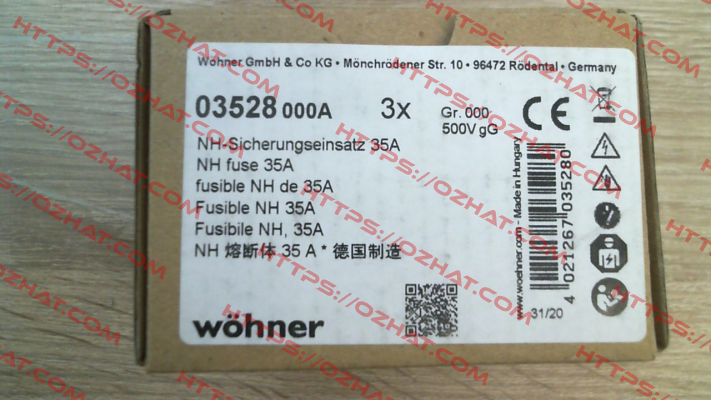 Wöhner GmbH & Co KG • Mönchrödener Str. 10 • 96472 Rödental • Germany
03528 000A 3x Gr. 000
500V gG
CE
NH-Sicherungseinsatz 35A
NH fuse 35A
fusible NH de 35A
Fusible NH 35A
Fusibile NH, 35A
NH 熔断体 35 A * 德国制造
wöhner
www.woehner.com – Made in Hungary
4 021267 035280
31/20
HTTPS://OZHAT.COM